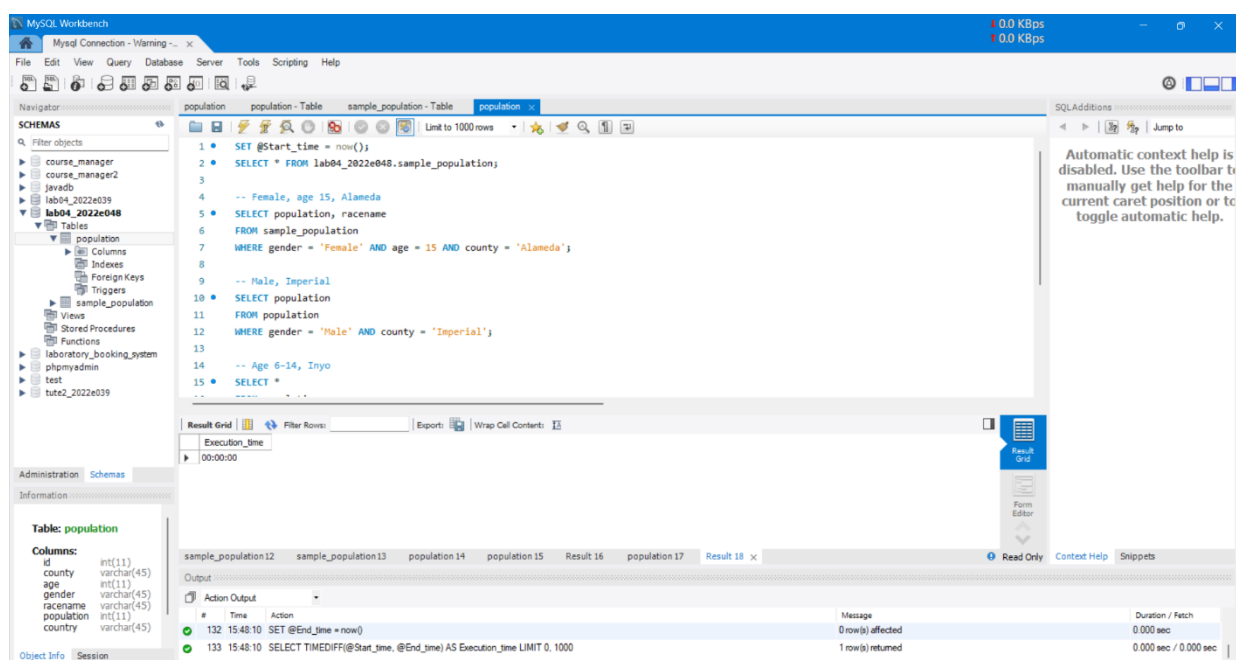 MySQL Workbench
0.0 KBps
0.0 KBps
Mysql Connection - Warning -...
File Edit View Query Database Server Tools Scripting Help
Navigator
SCHEMAS
Filter objects
course_manager
course_manager2
javadb
lab04_2022e039
lab04_2022e048
Tables
population
Columns
Indexes
Foreign Keys
Triggers
sample_population
Views
Stored Procedures
Functions
laboratory_booking_system
phpmyadmin
test
tute2_2022e039
Administration Schemas
Information
Table: population
Columns:
id int(11)
county varchar(45)
age int(11)
gender varchar(45)
racename varchar(45)
population int(11)
country varchar(45)
Object Info Session
population population - Table sample_population - Table population
Limit to 1000 rows
1 SET @Start_time = now();
2 SELECT * FROM lab04_2022e048.sample_population;
3
4 -- Female, age 15, Alameda
5 SELECT population, racename
6 FROM sample_population
7 WHERE gender = 'Female' AND age = 15 AND county = 'Alameda';
8
9 -- Male, Imperial
10 SELECT population
11 FROM population
12 WHERE gender = 'Male' AND county = 'Imperial';
13
14 -- Age 6-14, Inyo
15 SELECT *
Result Grid Filter Rows: Export: Wrap Cell Content:
Execution_time
00:00:00
Result
Grid
Form
Editor
sample_population12 sample_population13 population 14 population 15 Result 16 population 17 Result 18
Read Only
Output
Action Output
# Time Action Message Duration / Fetch
132 15:48:10 SET @End_time = now() 0 row(s) affected 0.000 sec
133 15:48:10 SELECT TIMEDIFF(@Start_time, @End_time) AS Execution_time LIMIT 0, 1000 1 row(s) returned 0.000 sec / 0.000 sec
SQLAdditions
Jump to
Automatic context help is
disabled. Use the toolbar
manually get help for the
current caret position or
toggle automatic help.
Context Help Snippets